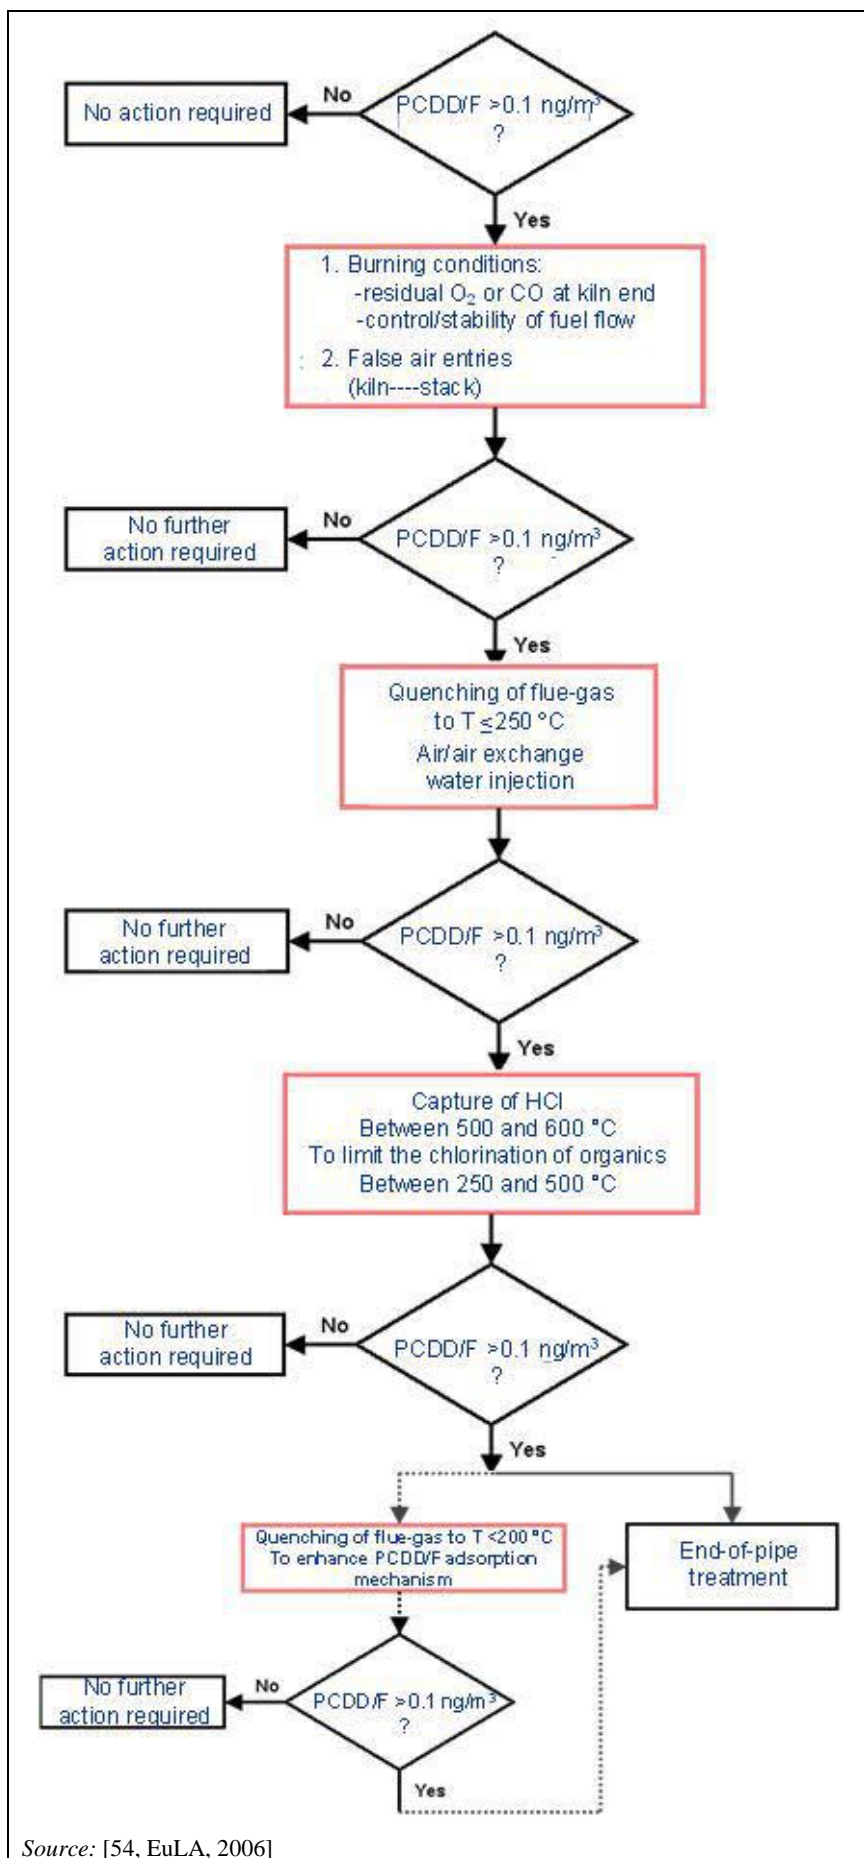 PCDD/F >0.1 ng/m³
?
No
No action required
Yes
1. Burning conditions:
-residual O₂ or CO at kiln end
-control/stability of fuel flow
: 2. False air entries
(kiln----stack)
PCDD/F >0.1 ng/m³
?
No
No further
action required
Yes
Quenching of flue-gas
to T ≤250 °C
Air/air exchange
water injection
PCDD/F >0.1 ng/m³
?
No
No further
action required
Yes
Capture of HCl
Between 500 and 600 °C
To limit the chlorination of organics
Between 250 and 500 °C
PCDD/F >0.1 ng/m³
?
No
No further
action required
Yes
Quenching of flue-gas to T <200 °C
To enhance PCDD/F adsorption
mechanism
End-of-pipe
treatment
PCDD/F >0.1 ng/m³
?
No
No further
action required
Yes
Source: [54, EuLA, 2006]